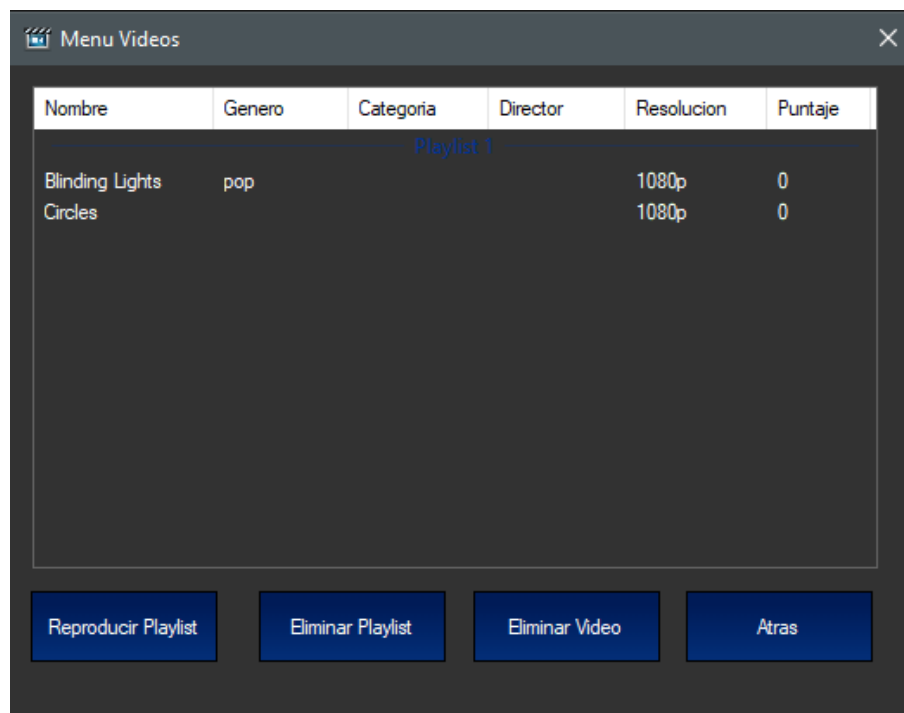 Menu Videos
Nombre Genero Categoria Director Resolucion Puntaje
Playlist 1
Blinding Lights pop 1080p 0
Circles 1080p 0
Reproducir Playlist Eliminar Playlist Eliminar Video Atras